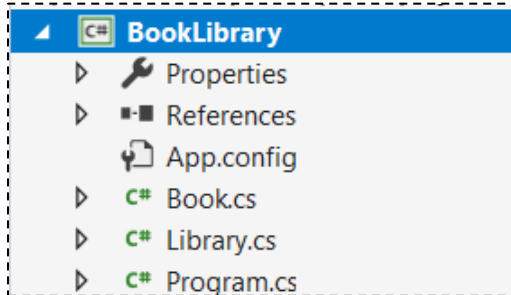 C# BookLibrary
Properties
References
App.config
C# Book.cs
C# Library.cs
C# Program.cs